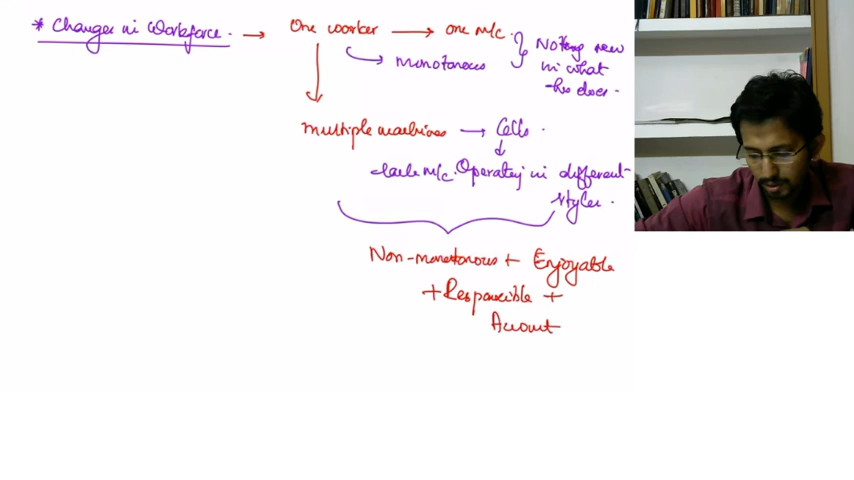 * Changes in Workforce. → One worker → one m/c.
↳ monotonous
Nothing new
in what
he does.
multiple machines → Cells.
↓
Each m/c. Operating in different
styles.
Non-monotonous + Enjoyable
+ Responsible +
Account